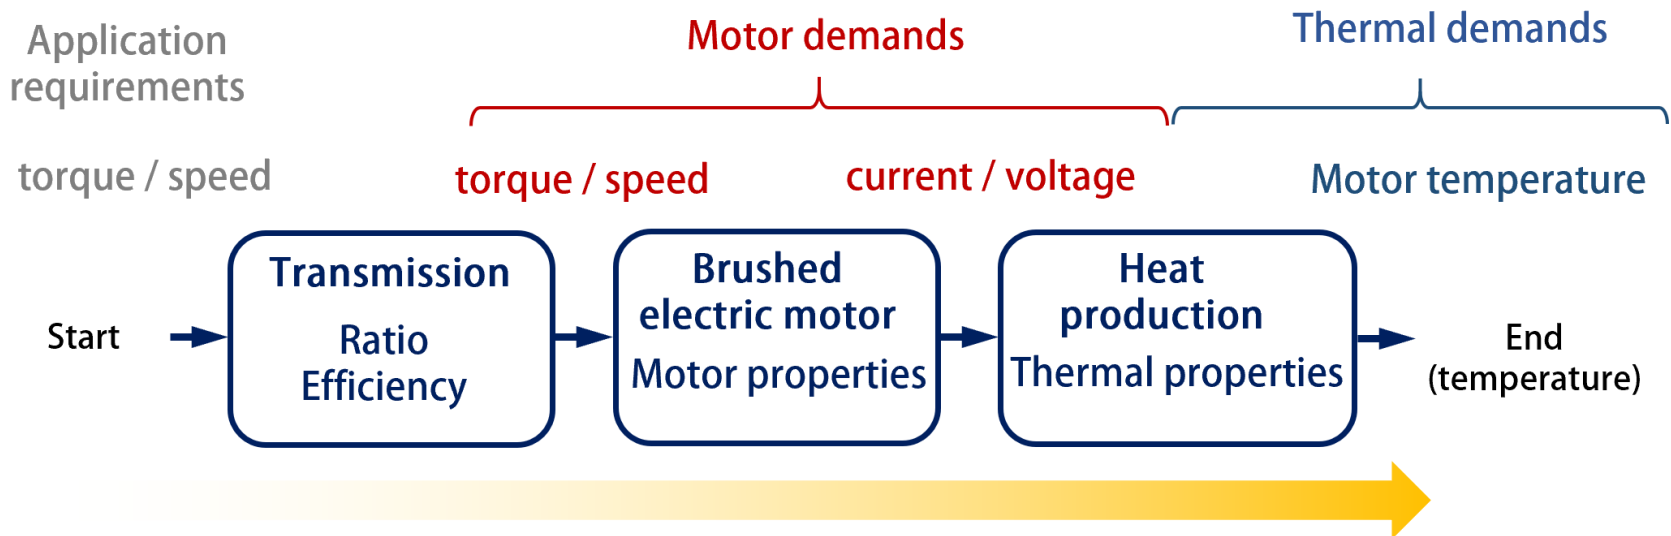 Application
requirements
Motor demands
Thermal demands
torque / speed
torque / speed
current / voltage
Motor temperature
Start
Transmission
Ratio
Efficiency
Brushed
electric motor
Motor properties
Heat
production
Thermal properties
End
(temperature)